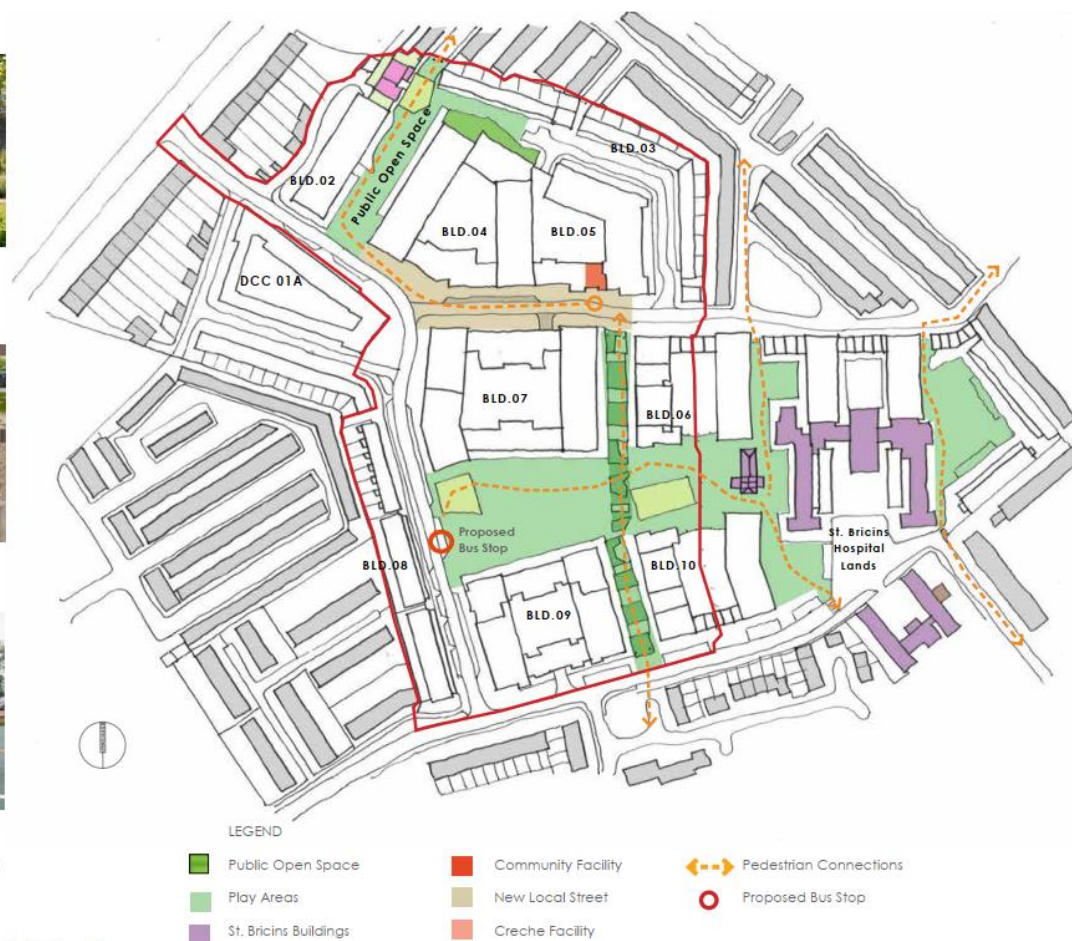 BLD.02
Public Open Space
BLD.03
BLD.04
BLD.05
DCC 01A
BLD.07
BLD.06
Proposed
Bus Stop
BLD.08
BLD.10
BLD.09
St. Bricins
Hospital
Lands
LEGEND
Public Open Space
Play Areas
St. Bricins Buildings
Community Facility
New Local Street
Creche Facility
Pedestrian Connections
Proposed Bus Stop